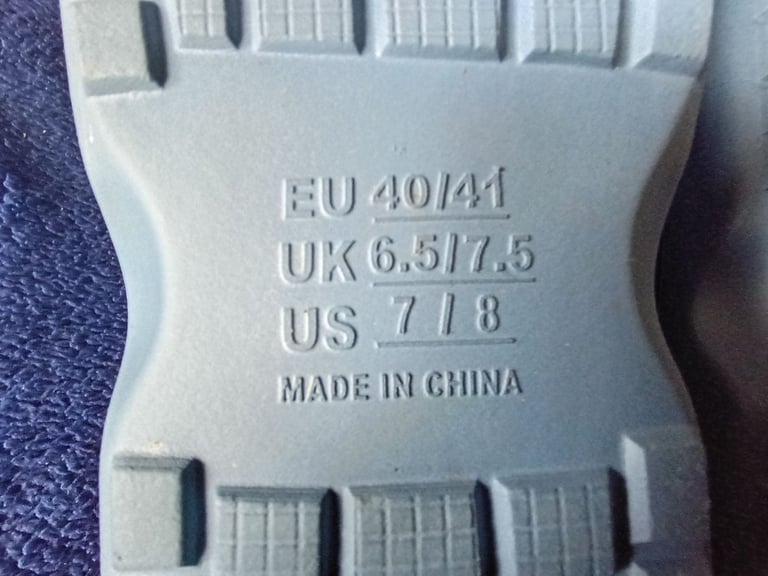 EU 40/41
UK 6.5/7.5
US 7 / 8
MADE IN CHINA